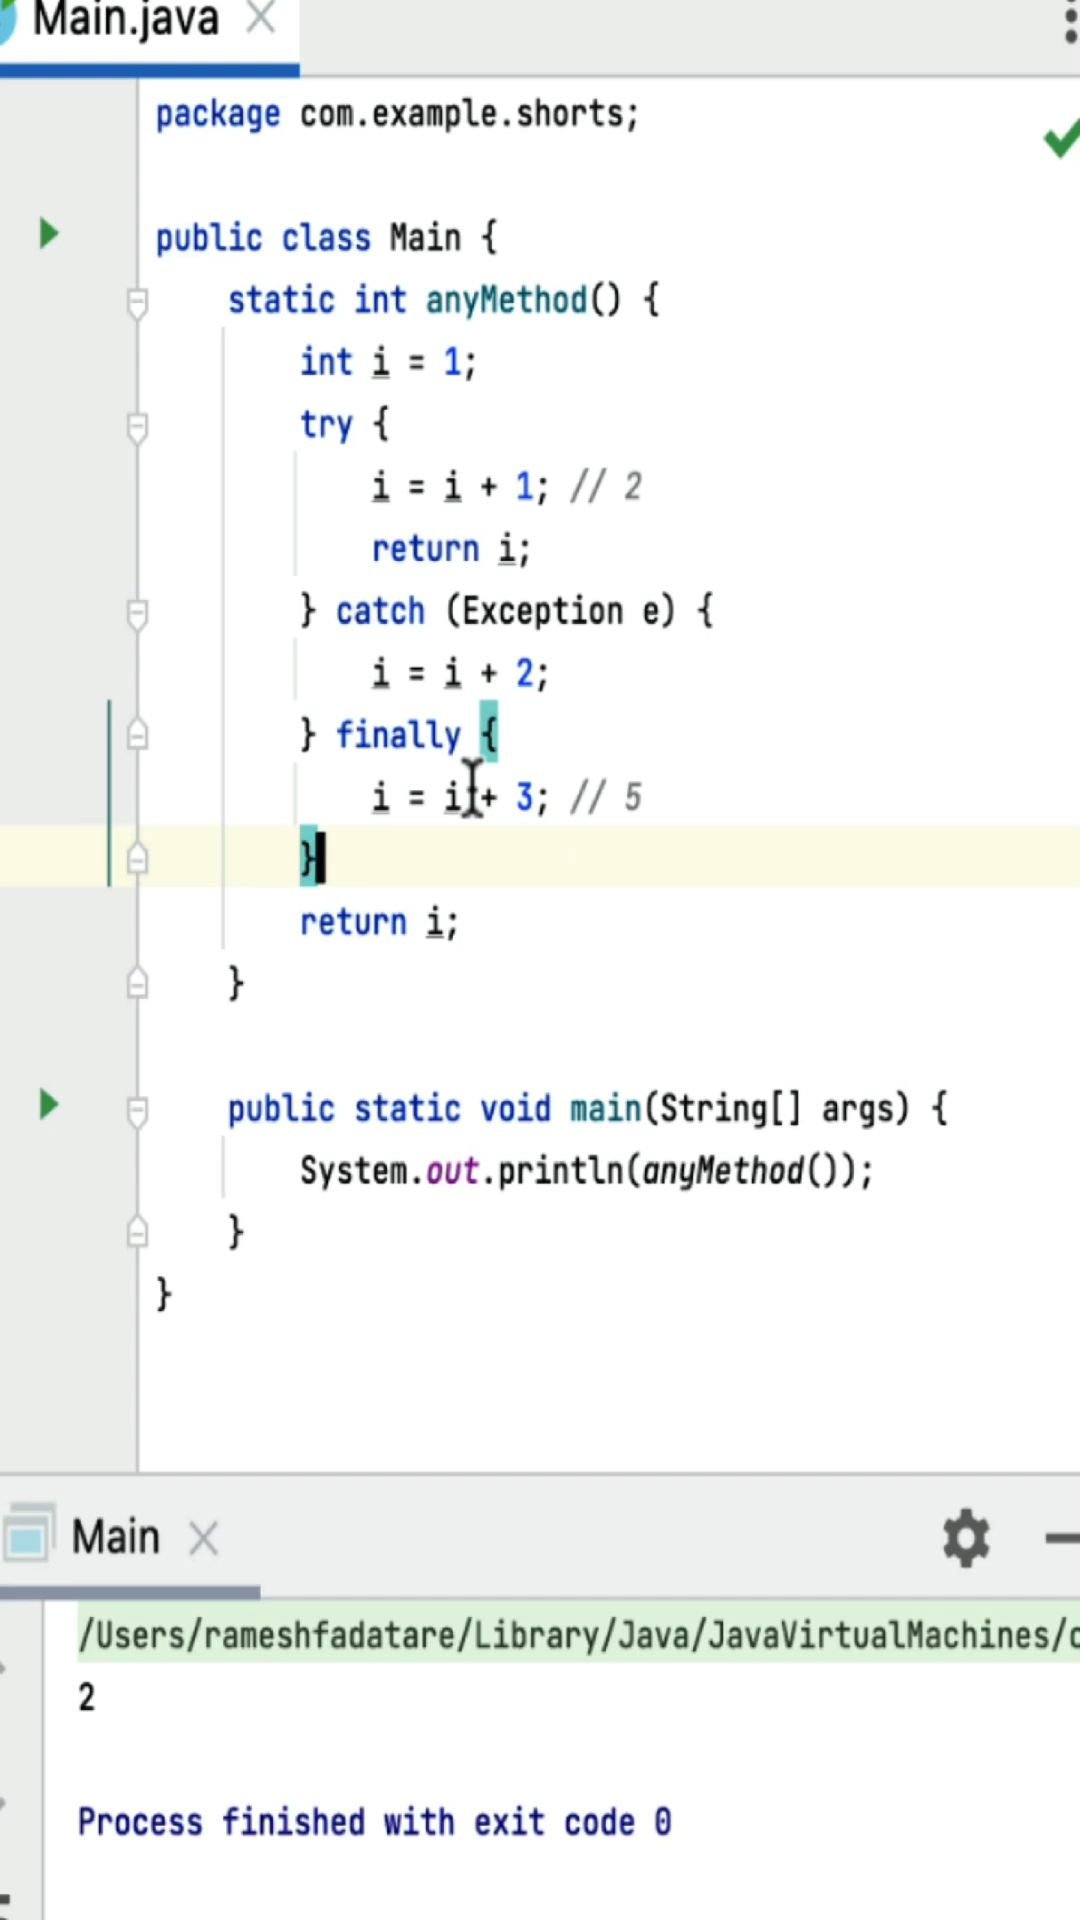 Main.java
package com.example.shorts;
public class Main {
static int anyMethod() {
int i = 1;
try {
i = i + 1; // 2
return i;
} catch (Exception e) {
i = i + 2;
} finally {
i = i + 3; // 5
}
return i;
}
public static void main(String[] args) {
System.out.println(anyMethod());
}
}
Main
/Users/rameshfadatare/Library/Java/JavaVirtualMachines/
2
Process finished with exit code 0